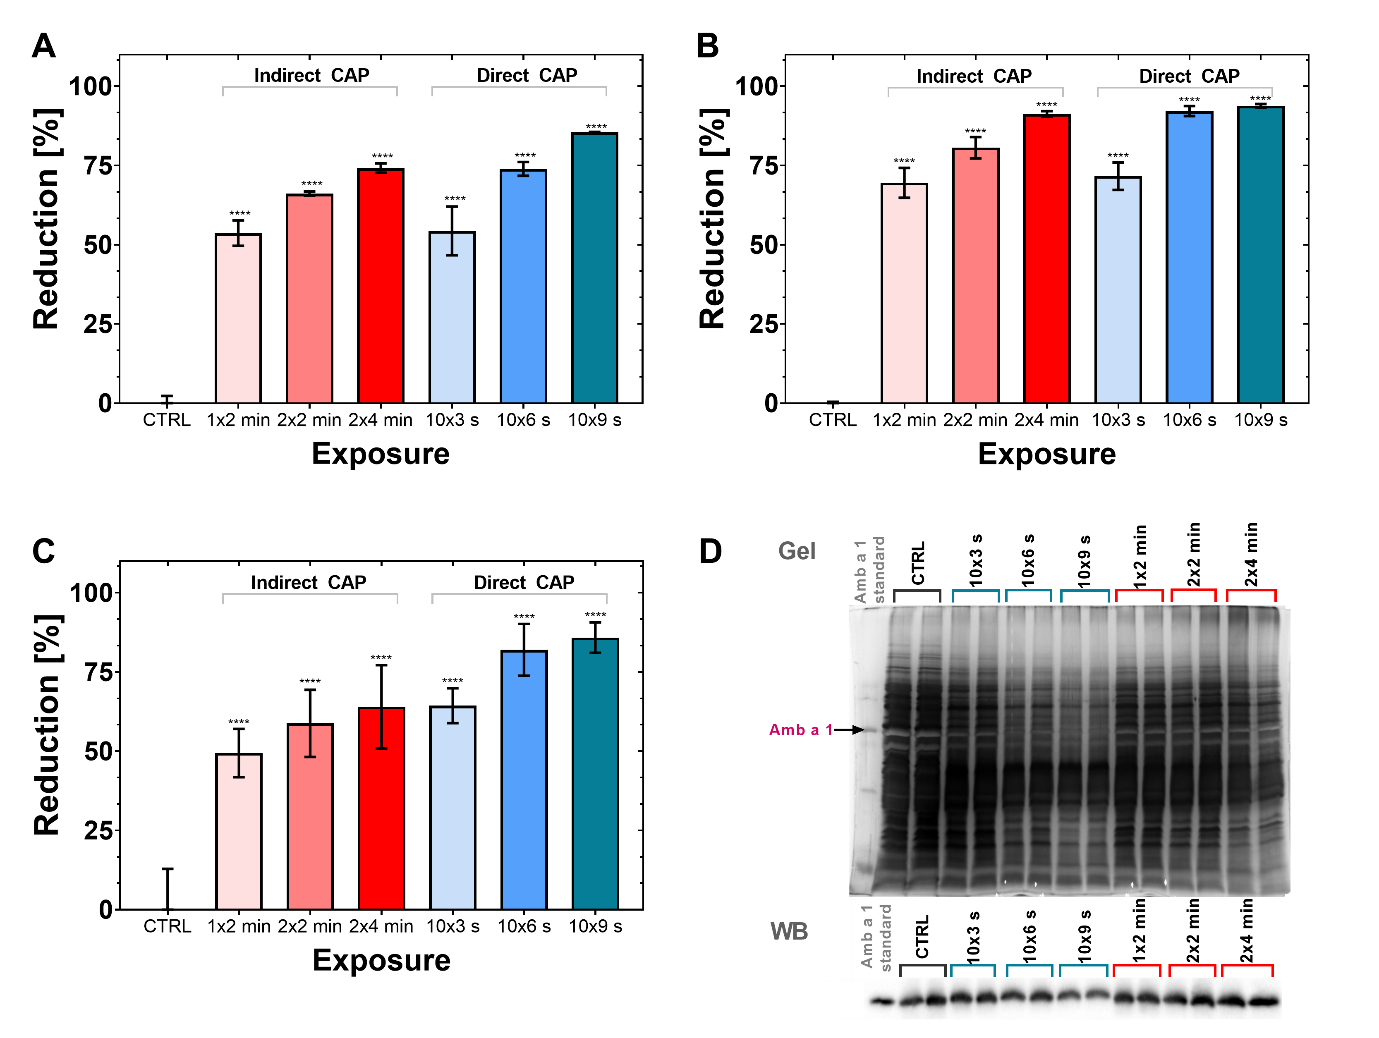 A
Reduction [%]
100
75
50
25
0
Indirect CAP
Direct CAP
****
****
****
****
****
****
CTRL 1x2 min 2x2 min 2x4 min 10x3 s 10x6 s 10x9 s
Exposure
B
Reduction [%]
100
75
50
25
0
Indirect CAP
Direct CAP
****
****
****
****
****
****
CTRL 1x2 min 2x2 min 2x4 min 10x3 s 10x6 s 10x9 s
Exposure
C
Reduction [%]
100
75
50
25
0
Indirect CAP
Direct CAP
****
****
****
****
****
****
CTRL 1x2 min 2x2 min 2x4 min 10x3 s 10x6 s 10x9 s
Exposure
D
Gel
Amb a 1
standard
CTRL
10x3 s
10x6 s
10x9 s
1x2 min
2x2 min
2x4 min
Amb a 1
WB
Amb a 1
standard
CTRL
10x3 s
10x6 s
10x9 s
1x2 min
2x2 min
2x4 min